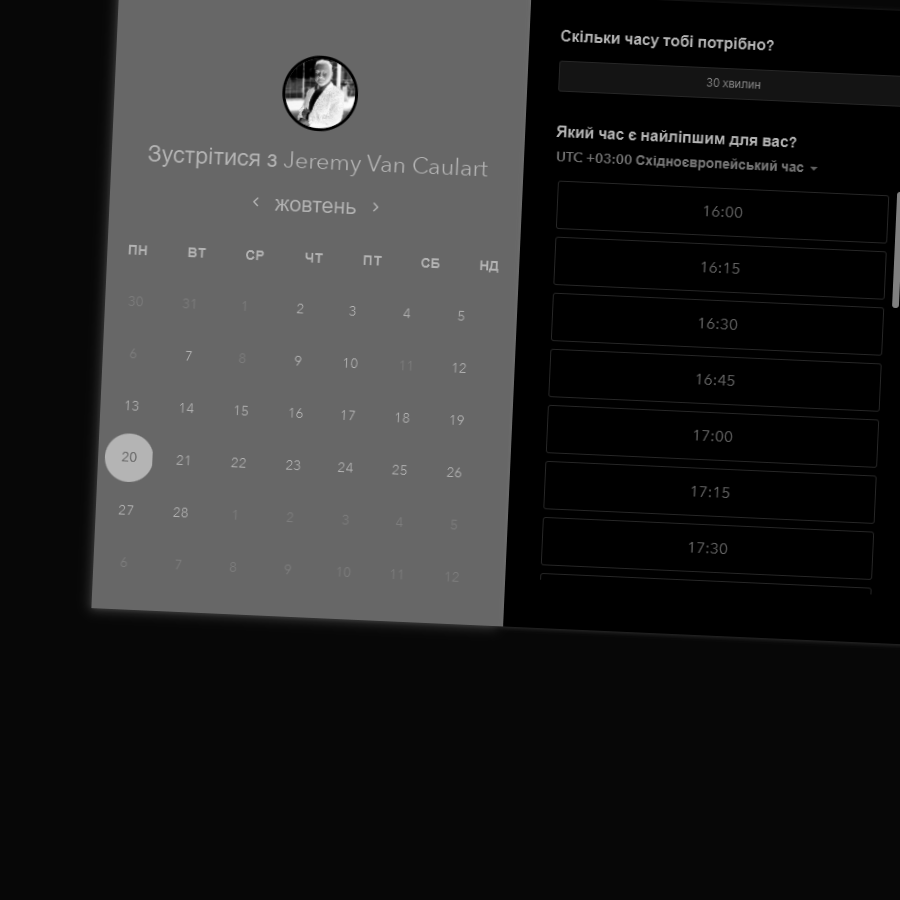 Зустрітися з Jeremy Van Caulart
‹ жовтень ›
ПН ВТ СР ЧТ ПТ СБ НД
30 31 1 2 3 4 5
6 7 8 9 10 11 12
13 14 15 16 17 18 19
20 21 22 23 24 25 26
27 28 1 2 3 4 5
6 7 8 9 10 11 12
Скільки часу тобі потрібно?
30 хвилин
Який час є найліпшим для вас?
UTC +03:00 Східноєвропейський час
16:00
16:15
16:30
16:45
17:00
17:15
17:30